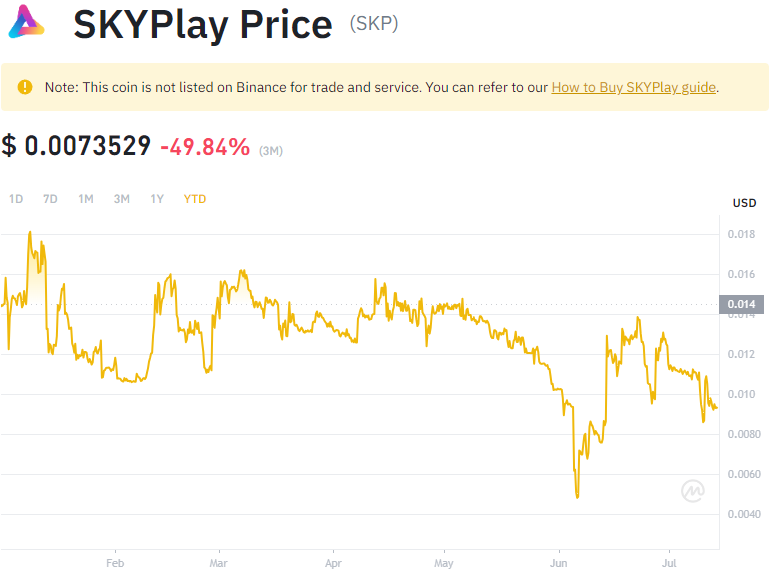 SKYPlay Price (SKP)
Note: This coin is not listed on Binance for trade and service. You can refer to our How to Buy SKYPlay guide.
$ 0.0073529 -49.84% (3M)
1D 7D 1M 3M 1Y YTD
USD
0.018
0.016
0.014
0.014
0.012
0.010
0.0080
0.0060
0.0040
Feb Mar Apr May Jun Jul